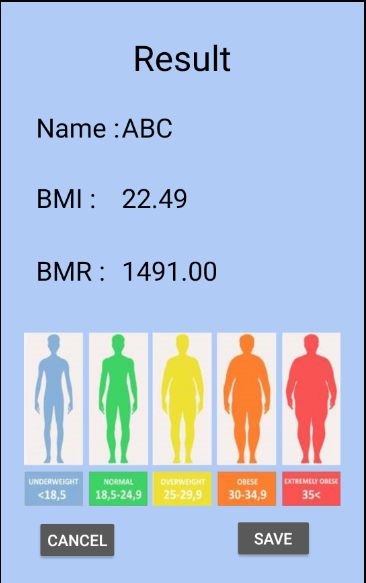 Result
Name :ABC
BMI : 22.49
BMR : 1491.00
UNDERWEIGHT NORMAL OVERWEIGHT OBESE EXTREMELY OBESE
<18,5 18,5-24,9 25-29,9 30-34,9 35<
CANCEL SAVE